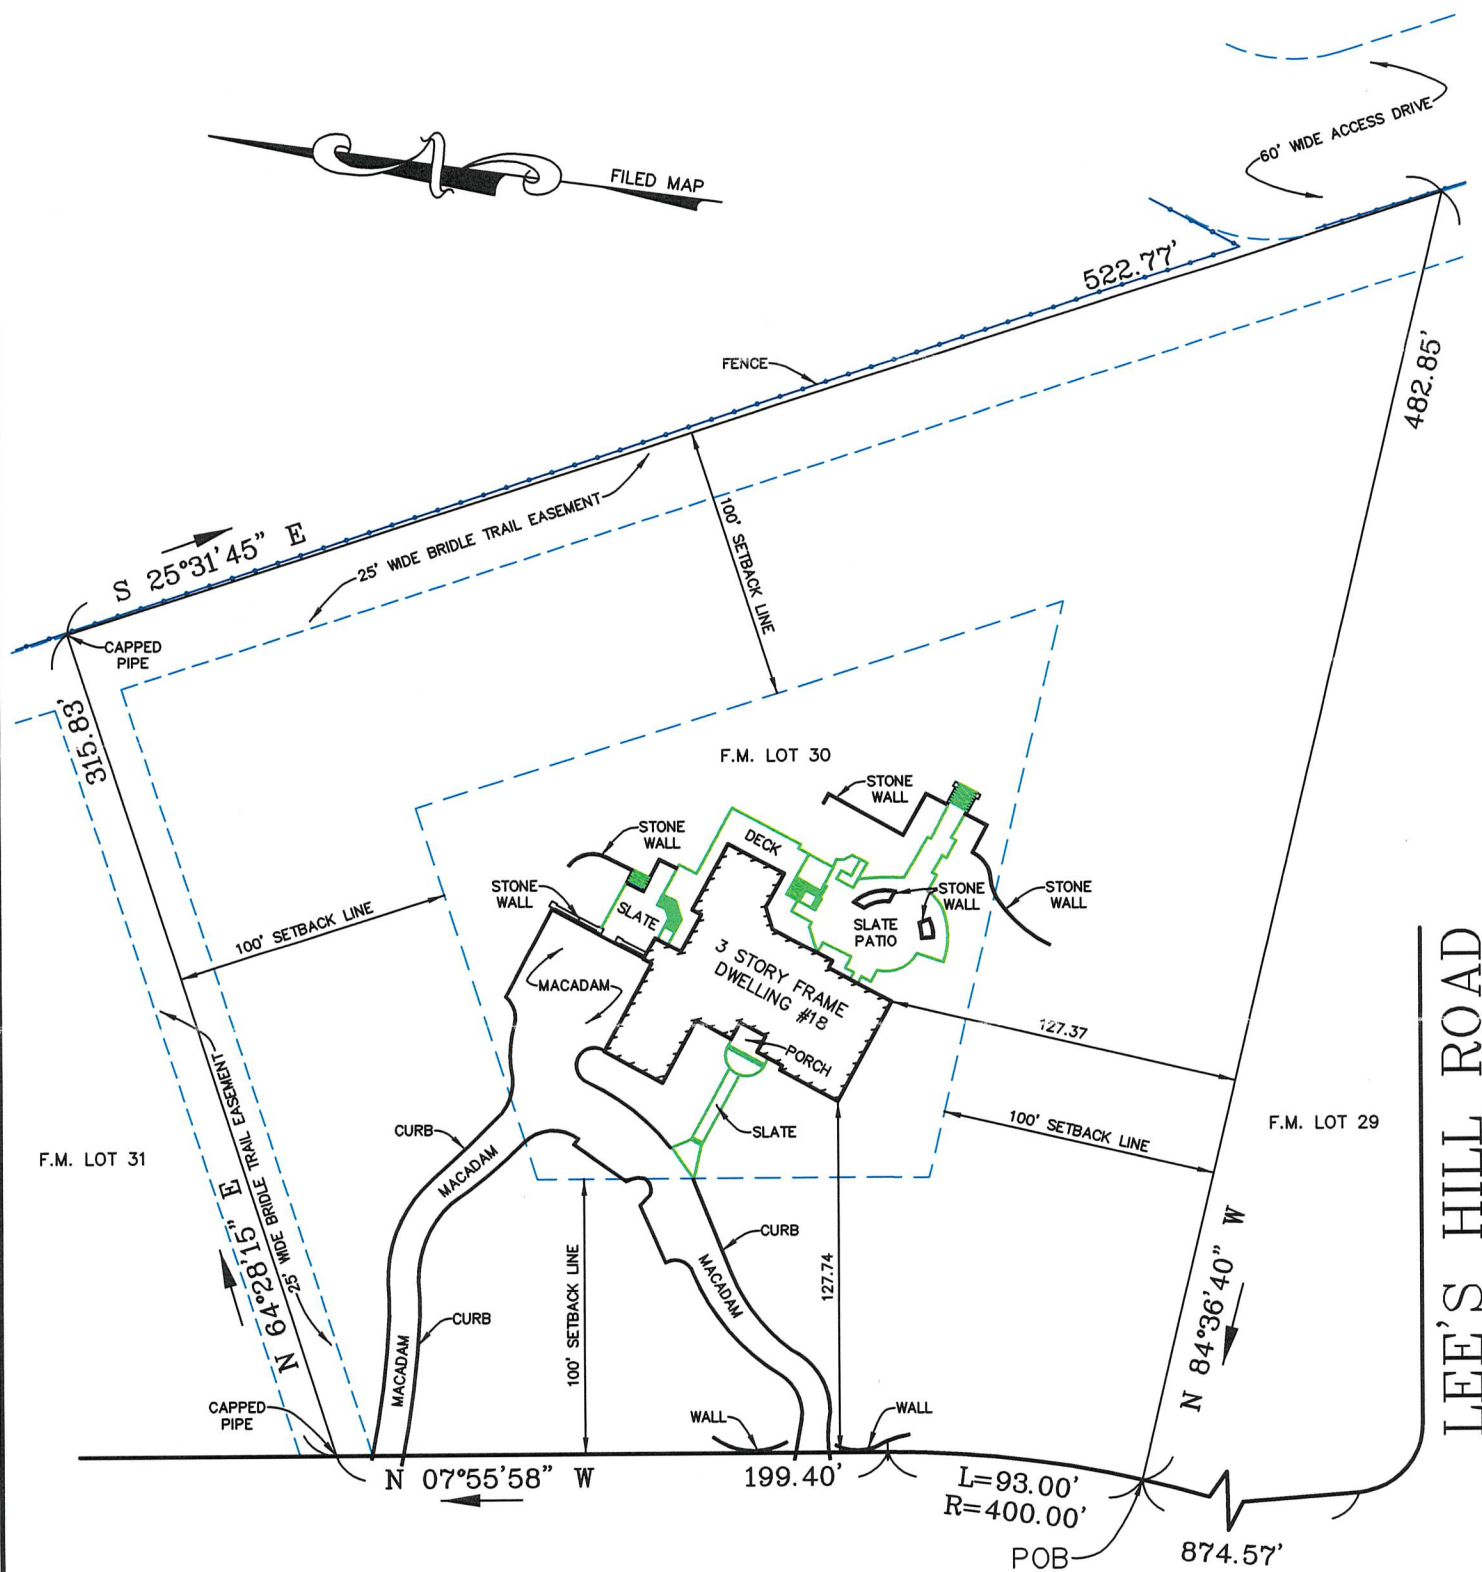 60' WIDE ACCESS DRIVE
FILED MAP
522.77'
FENCE
482.85'
25' WIDE BRIDLE TRAIL EASEMENT
100' SETBACK LINE
S 25°31'45" E
CAPPED
PIPE
315.83'
F.M. LOT 30
STONE
WALL
STONE
WALL
DECK
STONE
WALL
SLATE
STONE
WALL
STONE
WALL
SLATE
PATIO
100' SETBACK LINE
3 STORY FRAME
DWELLING #18
MACADAM
127.37
PORCH
100' SETBACK LINE
F.M. LOT 29
SLATE
CURB
MACADAM
F.M. LOT 31
25' WIDE BRIDLE TRAIL EASEMENT
N 64°28'15" E
CURB
MACADAM
127.74
100' SETBACK LINE
N 84°36'40" W
LEE'S HILL ROAD
CURB
MACADAM
CAPPED
PIPE
WALL
WALL
N 07°55'58" W
199.40'
L=93.00'
R=400.00'
POB
874.57'